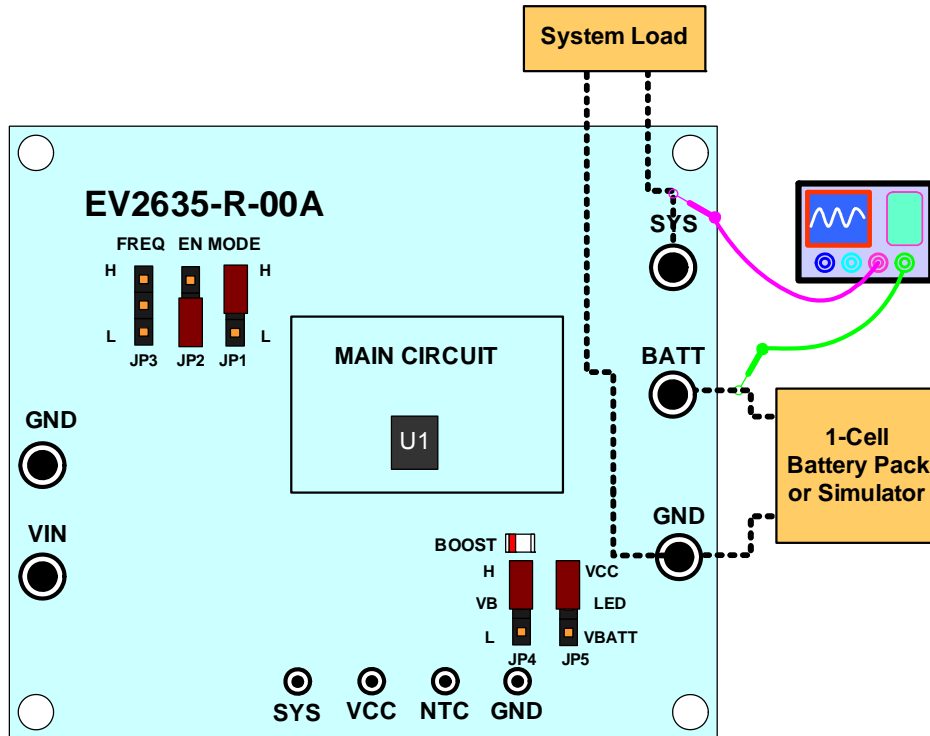 System Load
EV2635-R-00A
FREQ EN MODE
H H
L L
JP3 JP2 JP1
SYS
MAIN CIRCUIT
U1
BATT
GND
VIN
1-Cell
Battery Pack
or Simulator
GND
BOOST
H VCC
VB LED
L VBATT
JP4 JP5
SYS VCC NTC GND